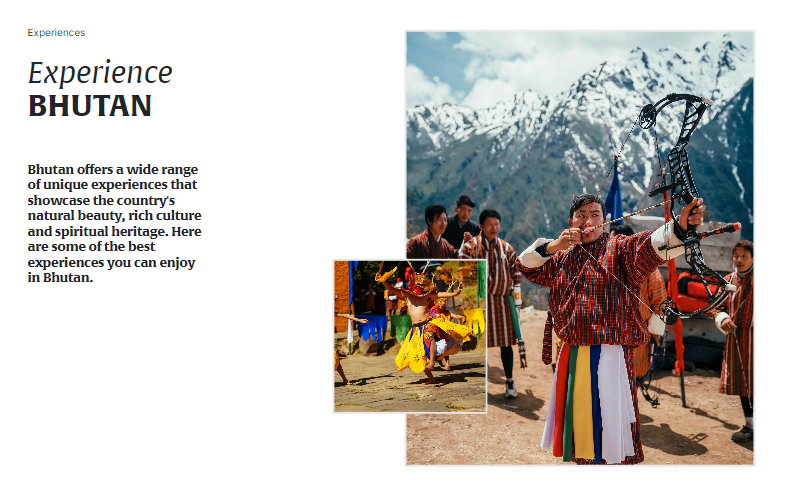 Experiences
Experience
BHUTAN
Bhutan offers a wide range
of unique experiences that
showcase the country's
natural beauty, rich culture
and spiritual heritage. Here
are some of the best
experiences you can enjoy
in Bhutan.